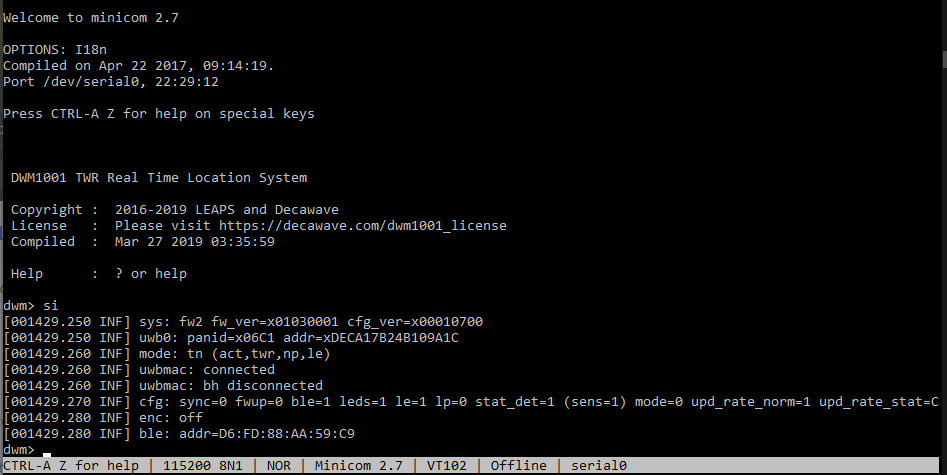 Welcome to minicom 2.7
OPTIONS: I18n
Compiled on Apr 22 2017, 09:14:19.
Port /dev/serial0, 22:29:12
Press CTRL-A Z for help on special keys
DWM1001 TWR Real Time Location System
Copyright :  2016-2019 LEAPS and Decawave
License   :  Please visit https://decawave.com/dwm1001_license
Compiled  :  Mar 27 2019 03:35:59
Help      :  ? or help
dwm> si
[001429.250 INF] sys: fw2 fw_ver=x01030001 cfg_ver=x00010700
[001429.250 INF] uwb0: panid=x06C1 addr=xDECA17B24B109A1C
[001429.260 INF] mode: tn (act,twr,np,le)
[001429.260 INF] uwbmac: connected
[001429.260 INF] uwbmac: bh disconnected
[001429.270 INF] cfg: sync=0 fwup=0 ble=1 leds=1 le=1 lp=0 stat_det=1 (sens=1) mode=0 upd_rate_norm=1 upd_rate_stat=C
[001429.280 INF] enc: off
[001429.280 INF] ble: addr=D6:FD:88:AA:59:C9
dwm>
CTRL-A Z for help | 115200 8N1 | NOR | Minicom 2.7 | VT102 | Offline | serial0